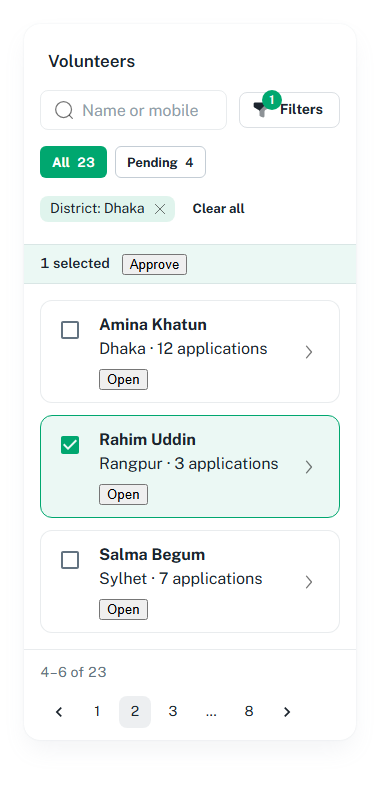 Volunteers
Name or mobile
1
Filters
All 23
Pending 4
District: Dhaka
Clear all
1 selected
Approve
Amina Khatun
Dhaka · 12 applications
Open
Rahim Uddin
Rangpur · 3 applications
Open
Salma Begum
Sylhet · 7 applications
Open
4–6 of 23
1 2 3 ... 8